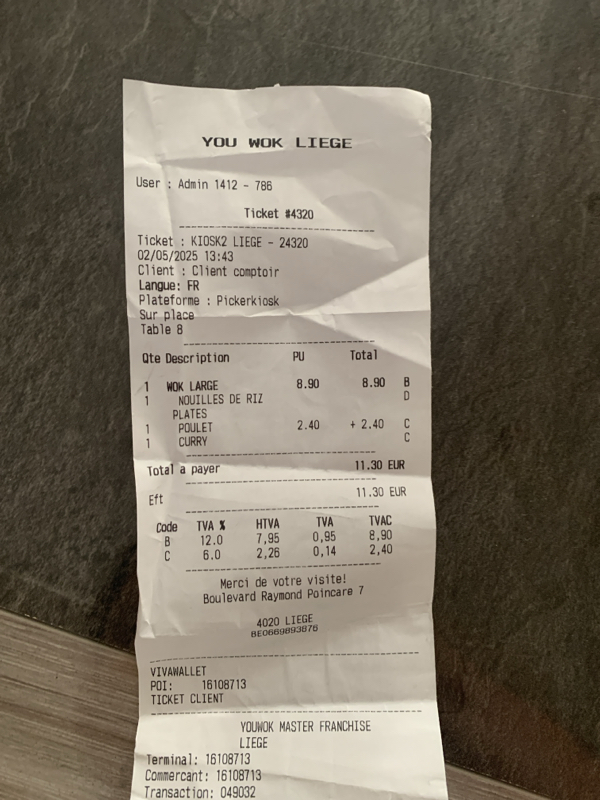 YOU WOK LIEGE
User : Admin 1412 - 786
Ticket #4320
Ticket : KIOSK2 LIEGE - 24320
02/05/2025 13:43
Client : Client comptoir
Langue: FR
Plateforme : Pickerkiosk
Sur place
Table 8
Qte Description PU Total
1 WOK LARGE 8.90 8.90 B
1 NOUILLES DE RIZ D
PLATES
1 POULET 2.40 + 2.40 C
1 CURRY C
Total a payer 11.30 EUR
Eft 11.30 EUR
Code TVA % HTVA TVA TVAC
B 12.0 7,95 0,95 8,90
C 6.0 2,26 0,14 2,40
Merci de votre visite!
Boulevard Raymond Poincare 7
4020 LIEGE
BE0669893876
VIVAWALLET
POI: 16108713
TICKET CLIENT
YOUWOK MASTER FRANCHISE
LIEGE
Terminal: 16108713
Commercant: 16108713
Transaction: 049032